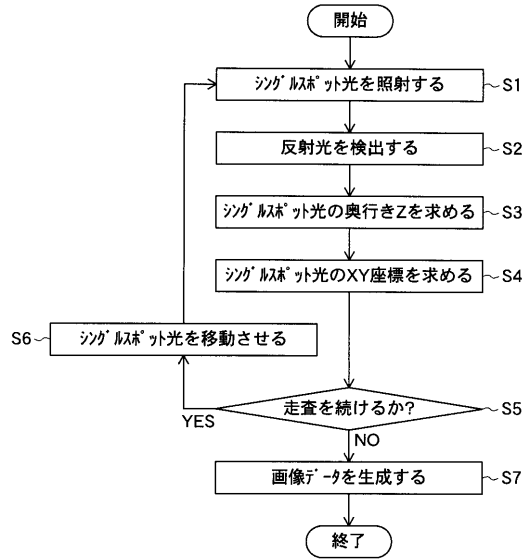 開始
ｼﾝｸﾞﾙｽﾎﾟｯﾄ光を照射する
S1
反射光を検出する
S2
ｼﾝｸﾞﾙｽﾎﾟｯﾄ光の奥行きZを求める
S3
ｼﾝｸﾞﾙｽﾎﾟｯﾄ光のXY座標を求める
S4
S6
ｼﾝｸﾞﾙｽﾎﾟｯﾄ光を移動させる
走査を続けるか?
S5
YES
NO
画像ﾃﾞｰﾀを生成する
S7
終了